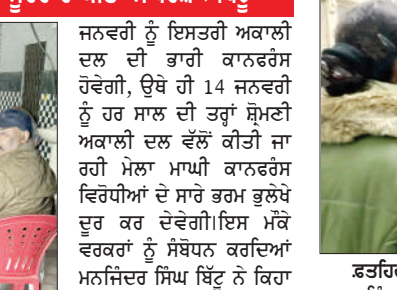 ਜਨਵਰੀ ਨੂੰ ਇਸਤਰੀ ਅਕਾਲੀ
ਦਲ ਦੀ ਭਾਰੀ ਕਾਨਫਰੰਸ
ਹੋਵੇਗੀ, ਉਥੇ ਹੀ 14 ਜਨਵਰੀ
ਨੂੰ ਹਰ ਸਾਲ ਦੀ ਤਰ੍ਹਾਂ ਸ਼੍ਰੋਮਣੀ
ਅਕਾਲੀ ਦਲ ਵੱਲੋਂ ਕੀਤੀ ਜਾ
ਰਹੀ ਮੇਲਾ ਮਾਘੀ ਕਾਨਫਰੰਸ
ਵਿਰੋਧੀਆਂ ਦੇ ਸਾਰੇ ਭਰਮ ਭੁਲੇਖੇ
ਦੂਰ ਕਰ ਦੇਵੇਗੀ।ਇਸ ਮੌਕੇ
ਵਰਕਰਾਂ ਨੂੰ ਸੰਬੋਧਨ ਕਰਦਿਆਂ
ਮਨਜਿੰਦਰ ਸਿੰਘ ਬਿੱਟੂ ਨੇ ਕਿਹਾ